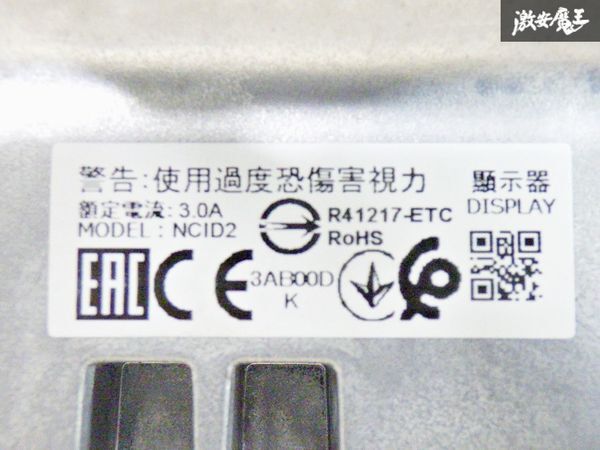 激安魔王
警告:使用過度恐傷害視力
額定電流: 3.0A
MODEL: NCID2
R41217-ETC
RoHS
顯示器
DISPLAY
EAC CE
3AB00D
K